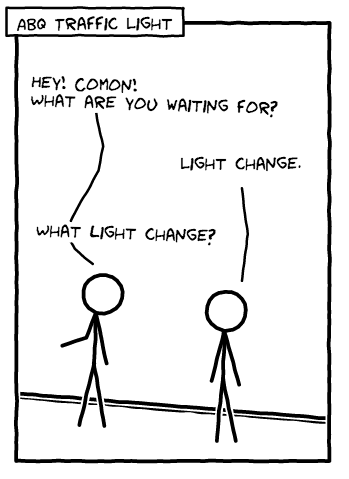 ABQ TRAFFIC LIGHT
HEY! COMON!
WHAT ARE YOU WAITING FOR?
LIGHT CHANGE.
WHAT LIGHT CHANGE?